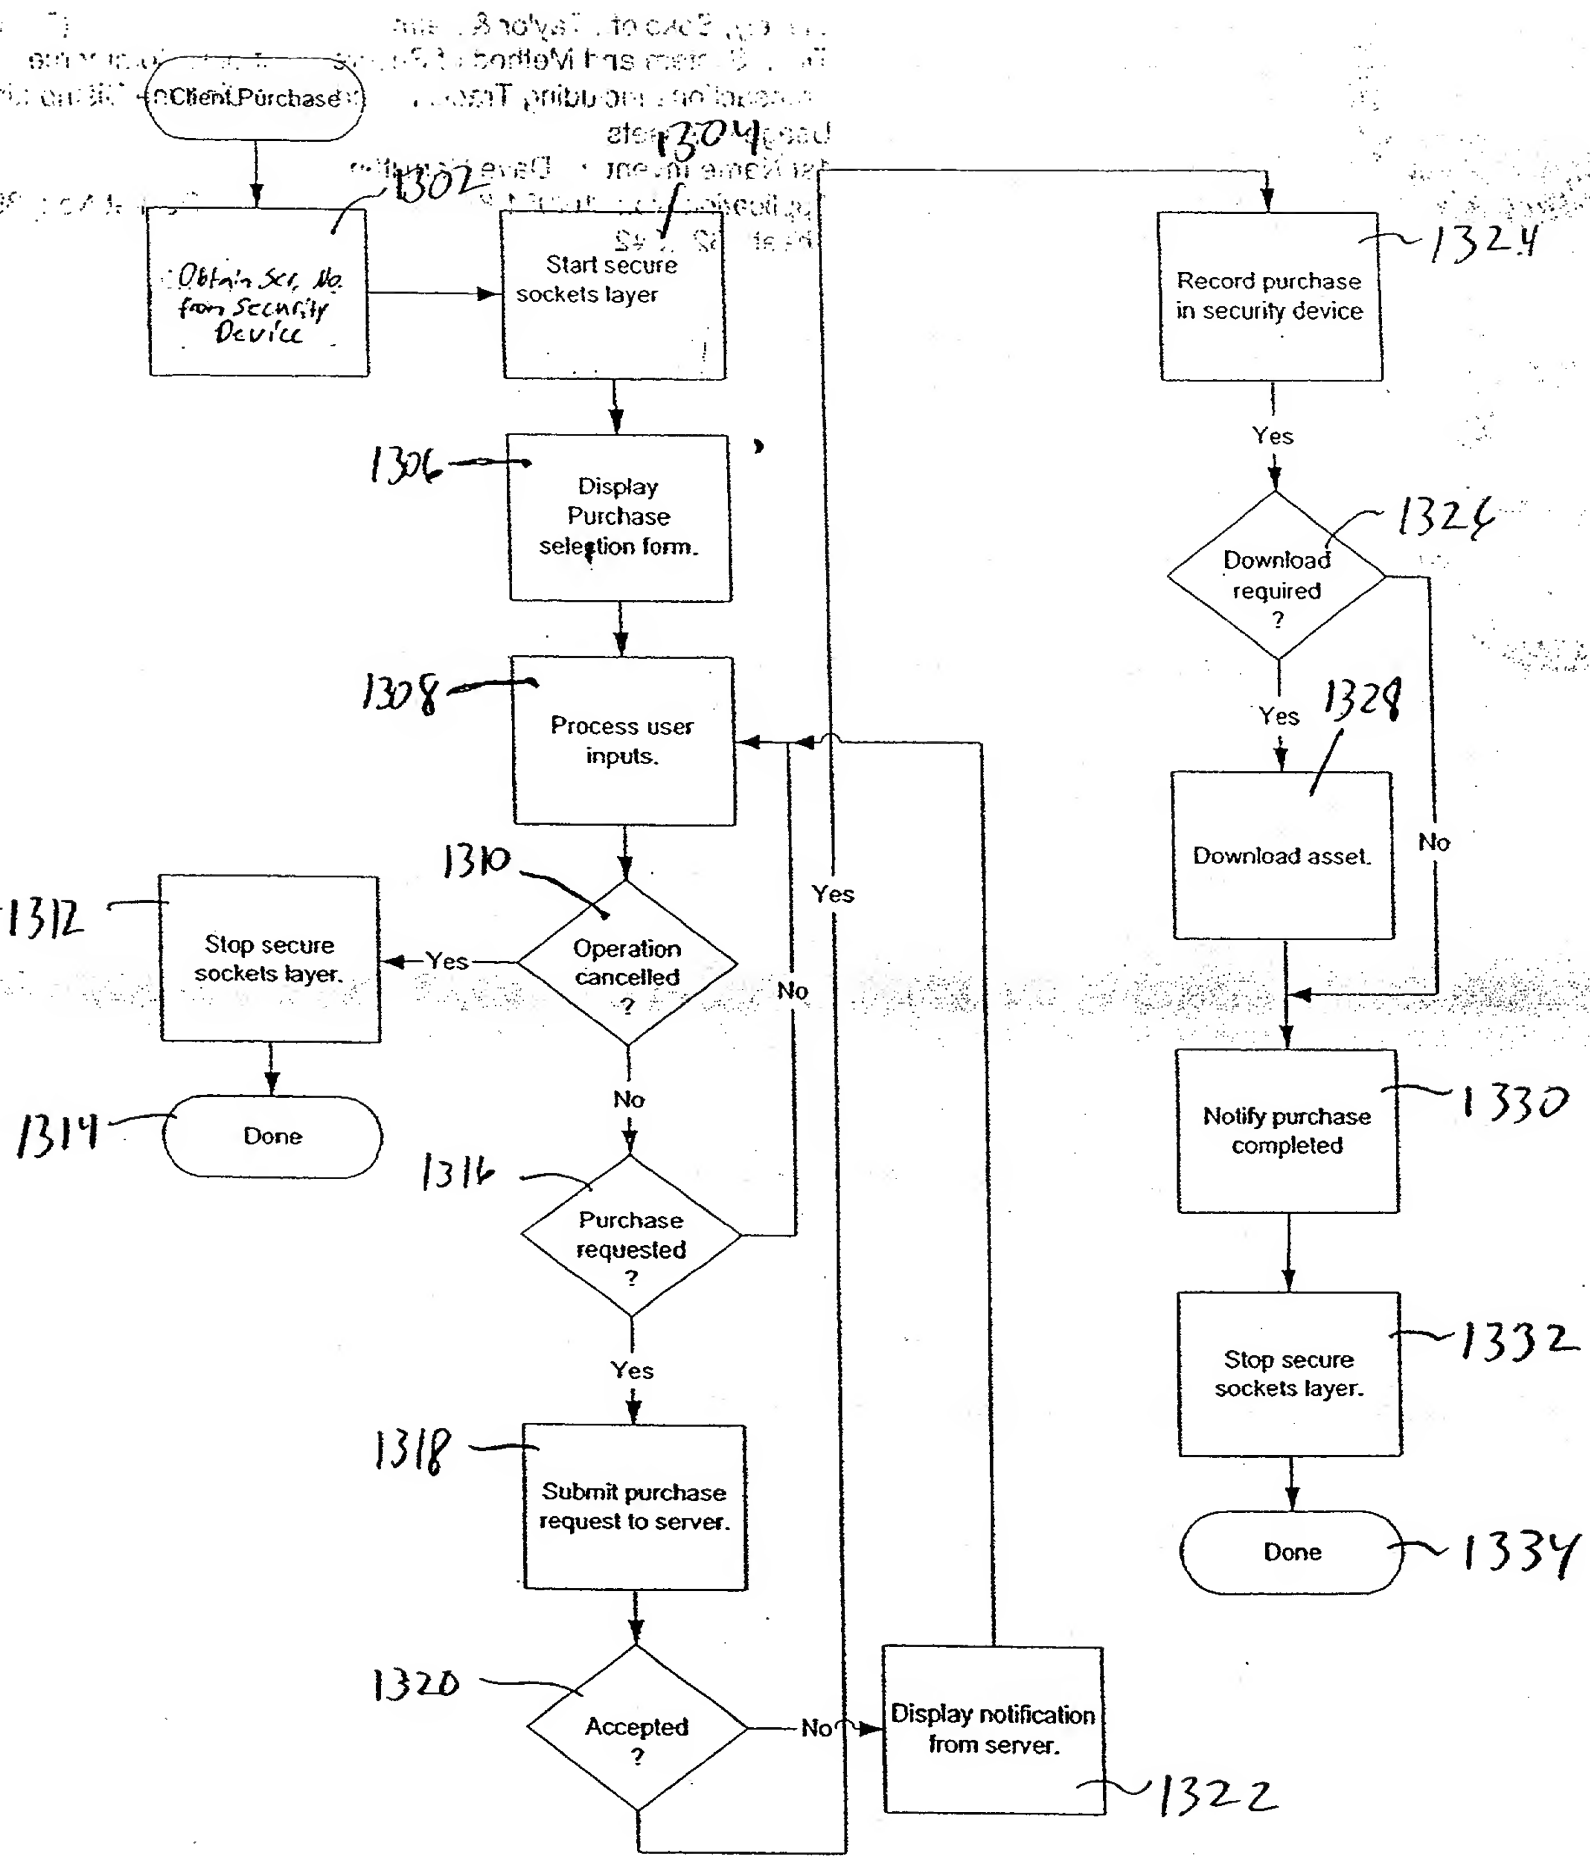 Client Purchase
1302
Obtain Ser. No.
from Security
Device
1304
Start secure
sockets layer
1306
Display
Purchase
selection form.
1308
Process user
inputs.
1310
Operation
cancelled
?
Yes
1312
Stop secure
sockets layer.
1314
Done
No
1316
Purchase
requested
?
No
Yes
1318
Submit purchase
request to server.
1320
Accepted
?
No
1322
Display notification
from server.
Yes
1324
Record purchase
in security device
Yes
1326
Download
required
?
Yes
No
1328
Download asset.
1330
Notify purchase
completed
1332
Stop secure
sockets layer.
1334
Done